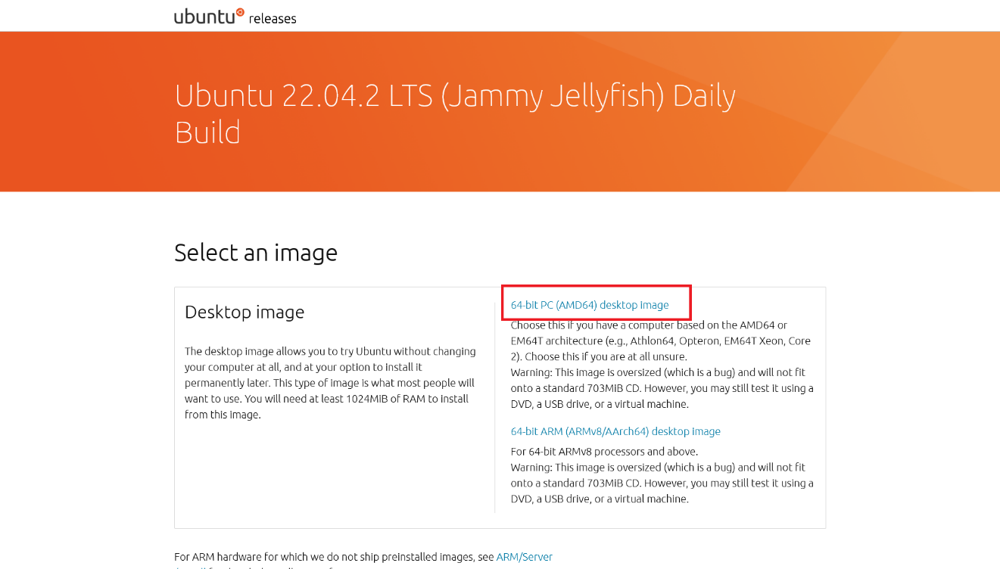 ubuntu releases
Ubuntu 22.04.2 LTS (Jammy Jellyfish) Daily
Build
Select an image
Desktop image
The desktop image allows you to try Ubuntu without changing
your computer at all, and at your option to install it
permanently later. This type of image is what most people will
want to use. You will need at least 1024MiB of RAM to install
from this image.
64-bit PC (AMD64) desktop image
Choose this if you have a computer based on the AMD64 or
EM64T architecture (e.g., Athlon64, Opteron, EM64T Xeon, Core
2). Choose this if you are at all unsure.
Warning: This image is oversized (which is a bug) and will not fit
onto a standard 703MiB CD. However, you may still test it using a
DVD, a USB drive, or a virtual machine.
64-bit ARM (ARMv8/AArch64) desktop image
For 64-bit ARMv8 processors and above.
Warning: This image is oversized (which is a bug) and will not fit
onto a standard 703MiB CD. However, you may still test it using a
DVD, a USB drive, or a virtual machine.
For ARM hardware for which we do not ship preinstalled images, see ARM/Server